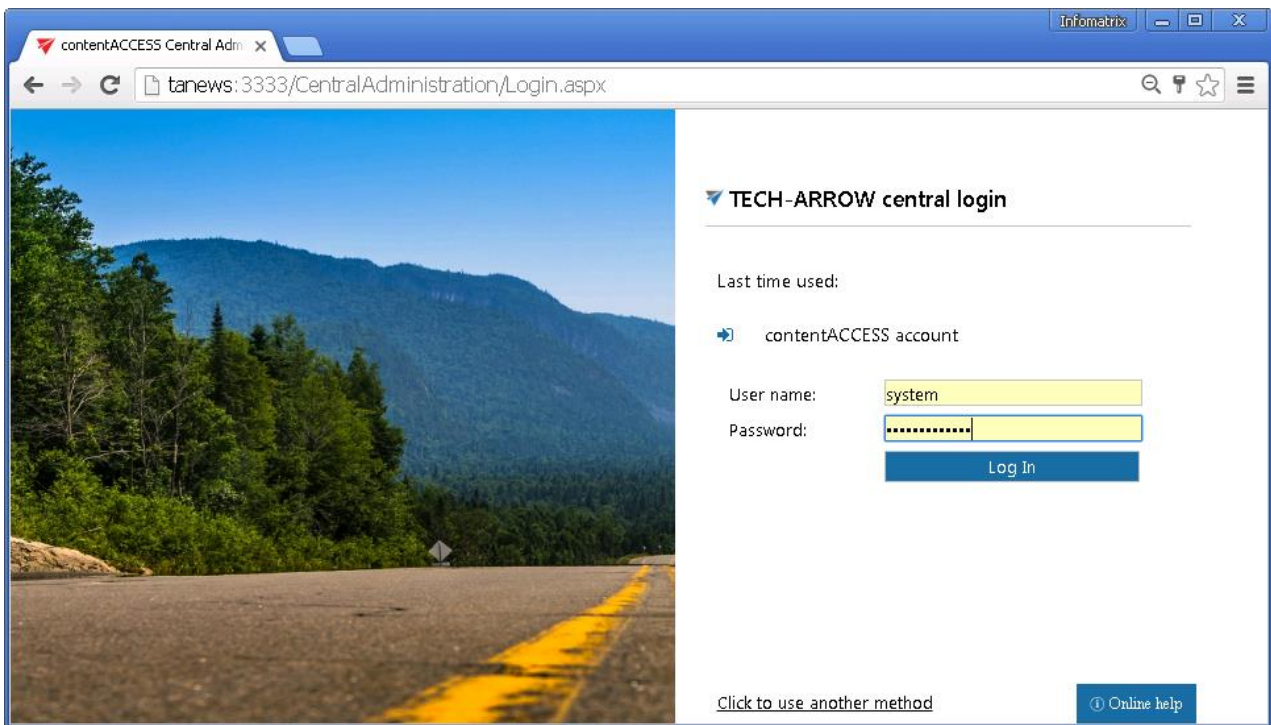 Infomatrix
contentACCESS Central Adm
tanews:3333/CentralAdministration/Login.aspx
TECH-ARROW central login
Last time used:
contentACCESS account
User name: system
Password: •••••••••••••
Log In
Click to use another method
Online help